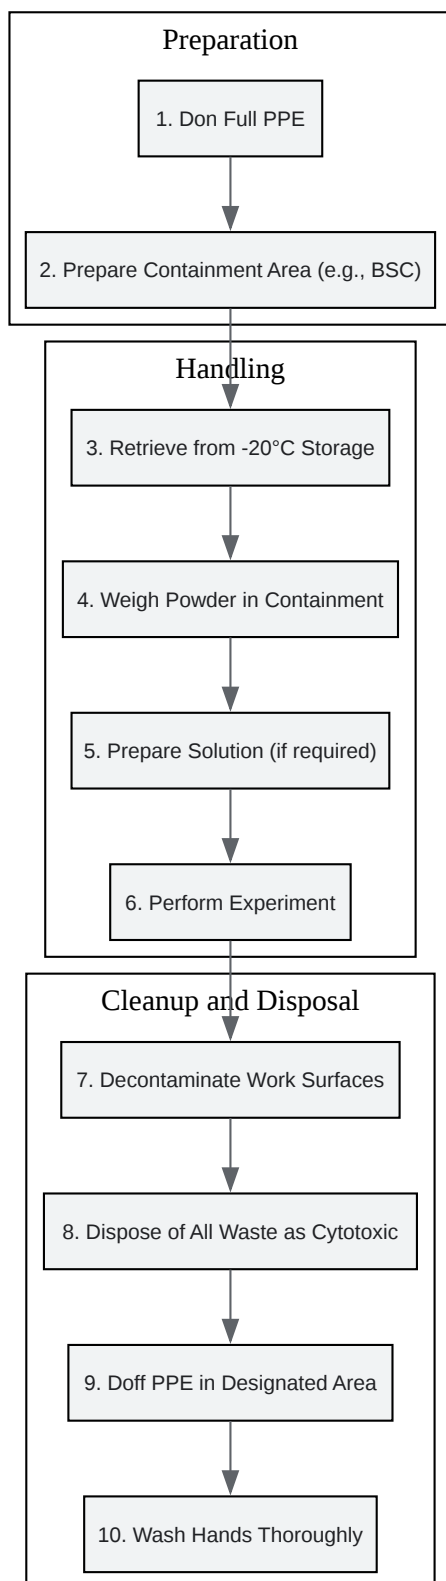 Preparation
1. Don Full PPE
2. Prepare Containment Area (e.g., BSC)
Handling
3. Retrieve from -20°C Storage
4. Weigh Powder in Containment
5. Prepare Solution (if required)
6. Perform Experiment
Cleanup and Disposal
7. Decontaminate Work Surfaces
8. Dispose of All Waste as Cytotoxic
9. Doff PPE in Designated Area
10. Wash Hands Thoroughly